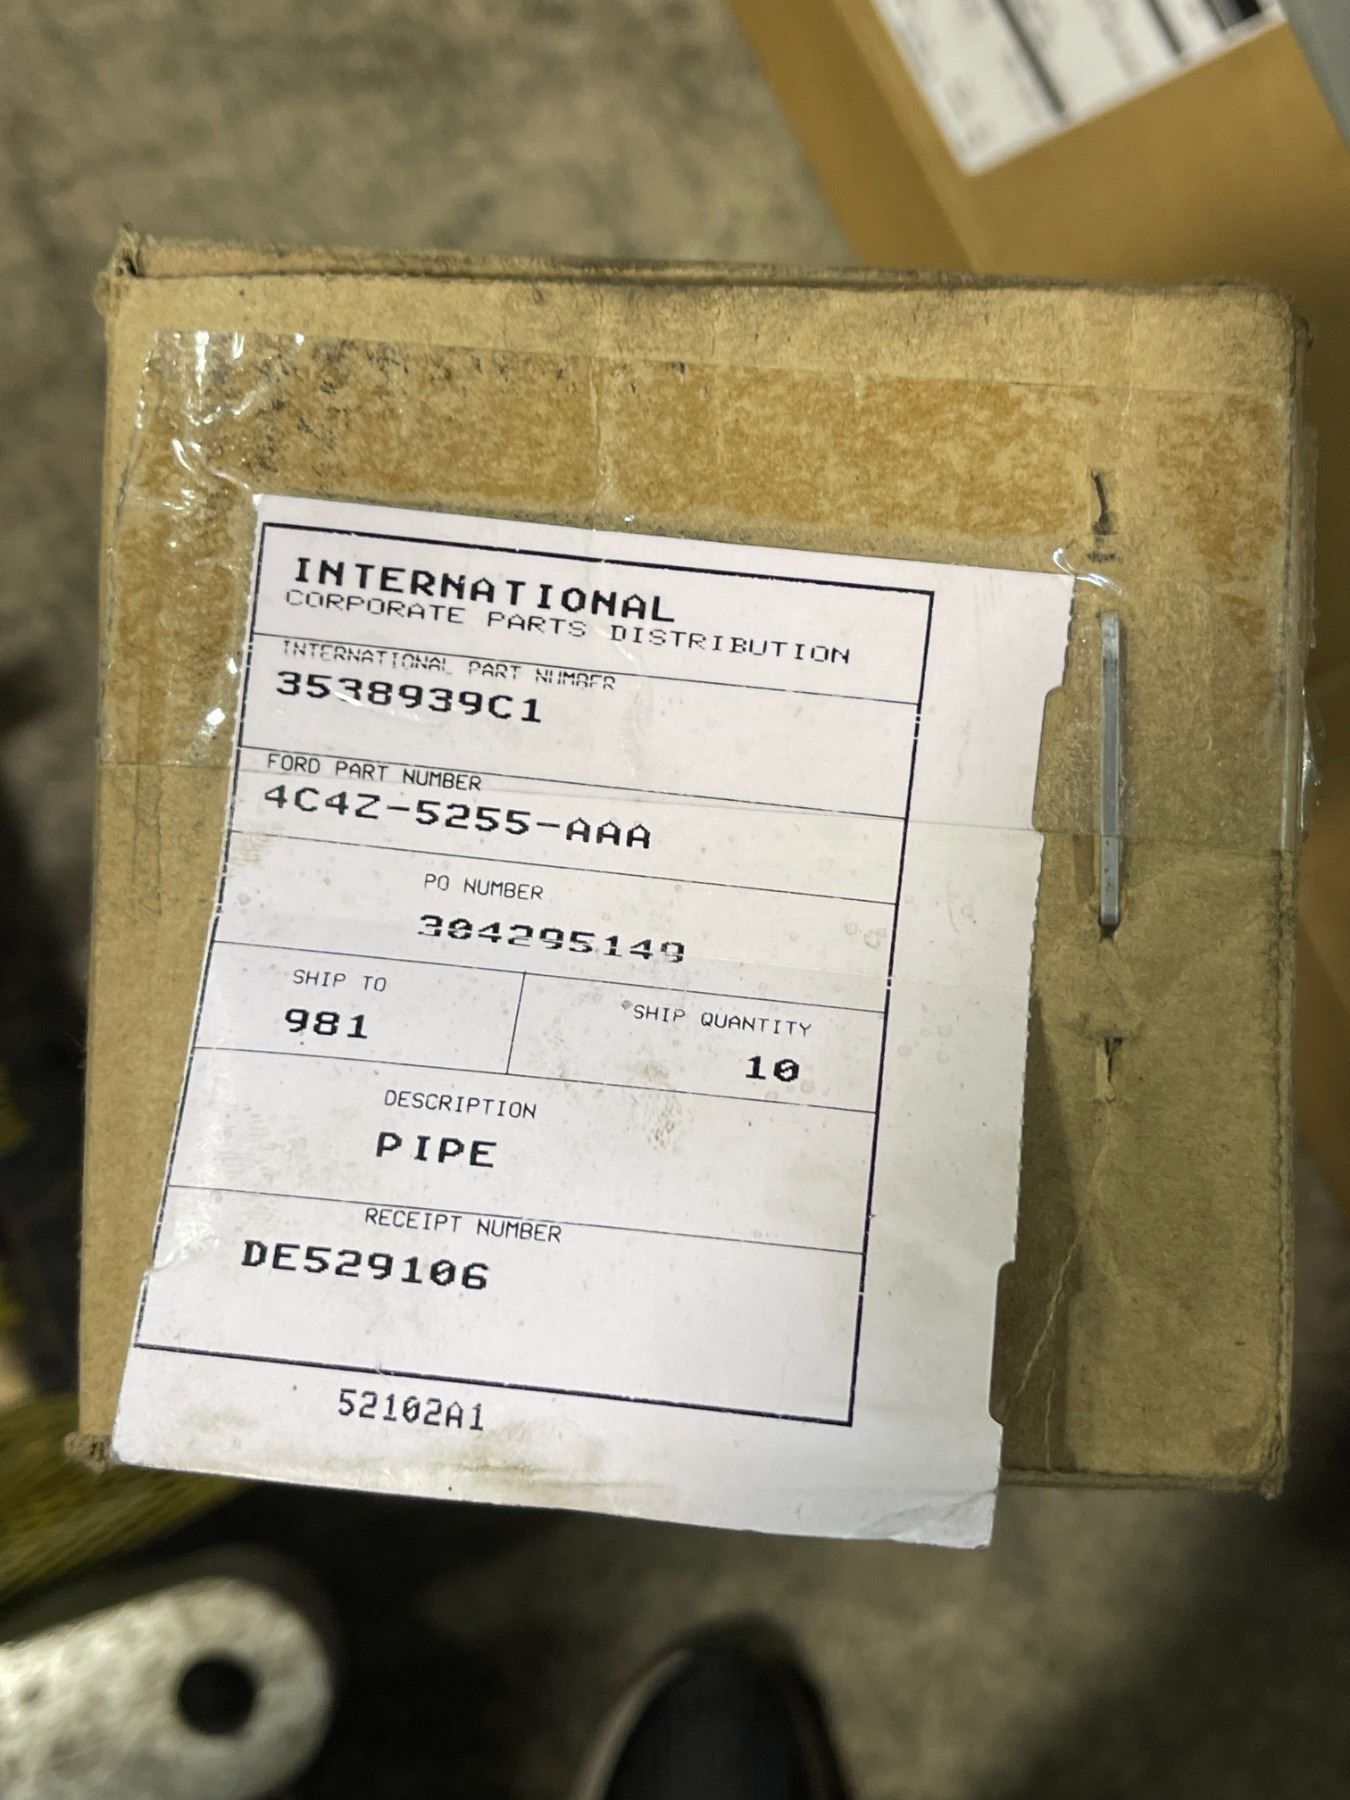 INTERNATIONAL
CORPORATE PARTS DISTRIBUTION
INTERNATIONAL PART NUMBER
3538939C1
FORD PART NUMBER
4C4Z-5255-AAA
PO NUMBER
304295149
SHIP TO
981
SHIP QUANTITY
10
DESCRIPTION
PIPE
RECEIPT NUMBER
DE529106
52102A1